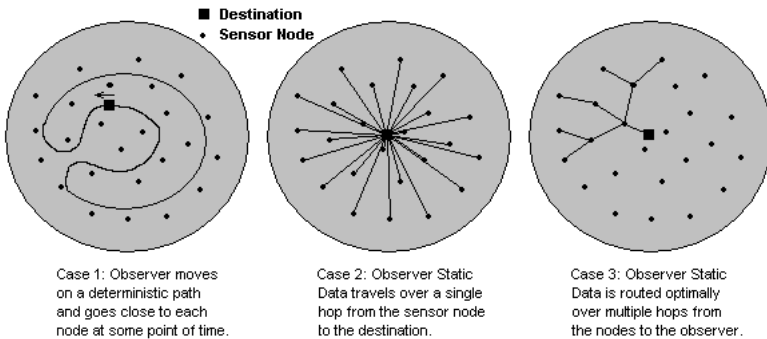 Destination
Sensor Node
Case 1: Observer moves
on a deterministic path
and goes close to each
node at some point of time.
Case 2: Observer Static
Data travels over a single
hop from the sensor node
to the destination.
Case 3: Observer Static
Data is routed optimally
over multiple hops from
the nodes to the observer.